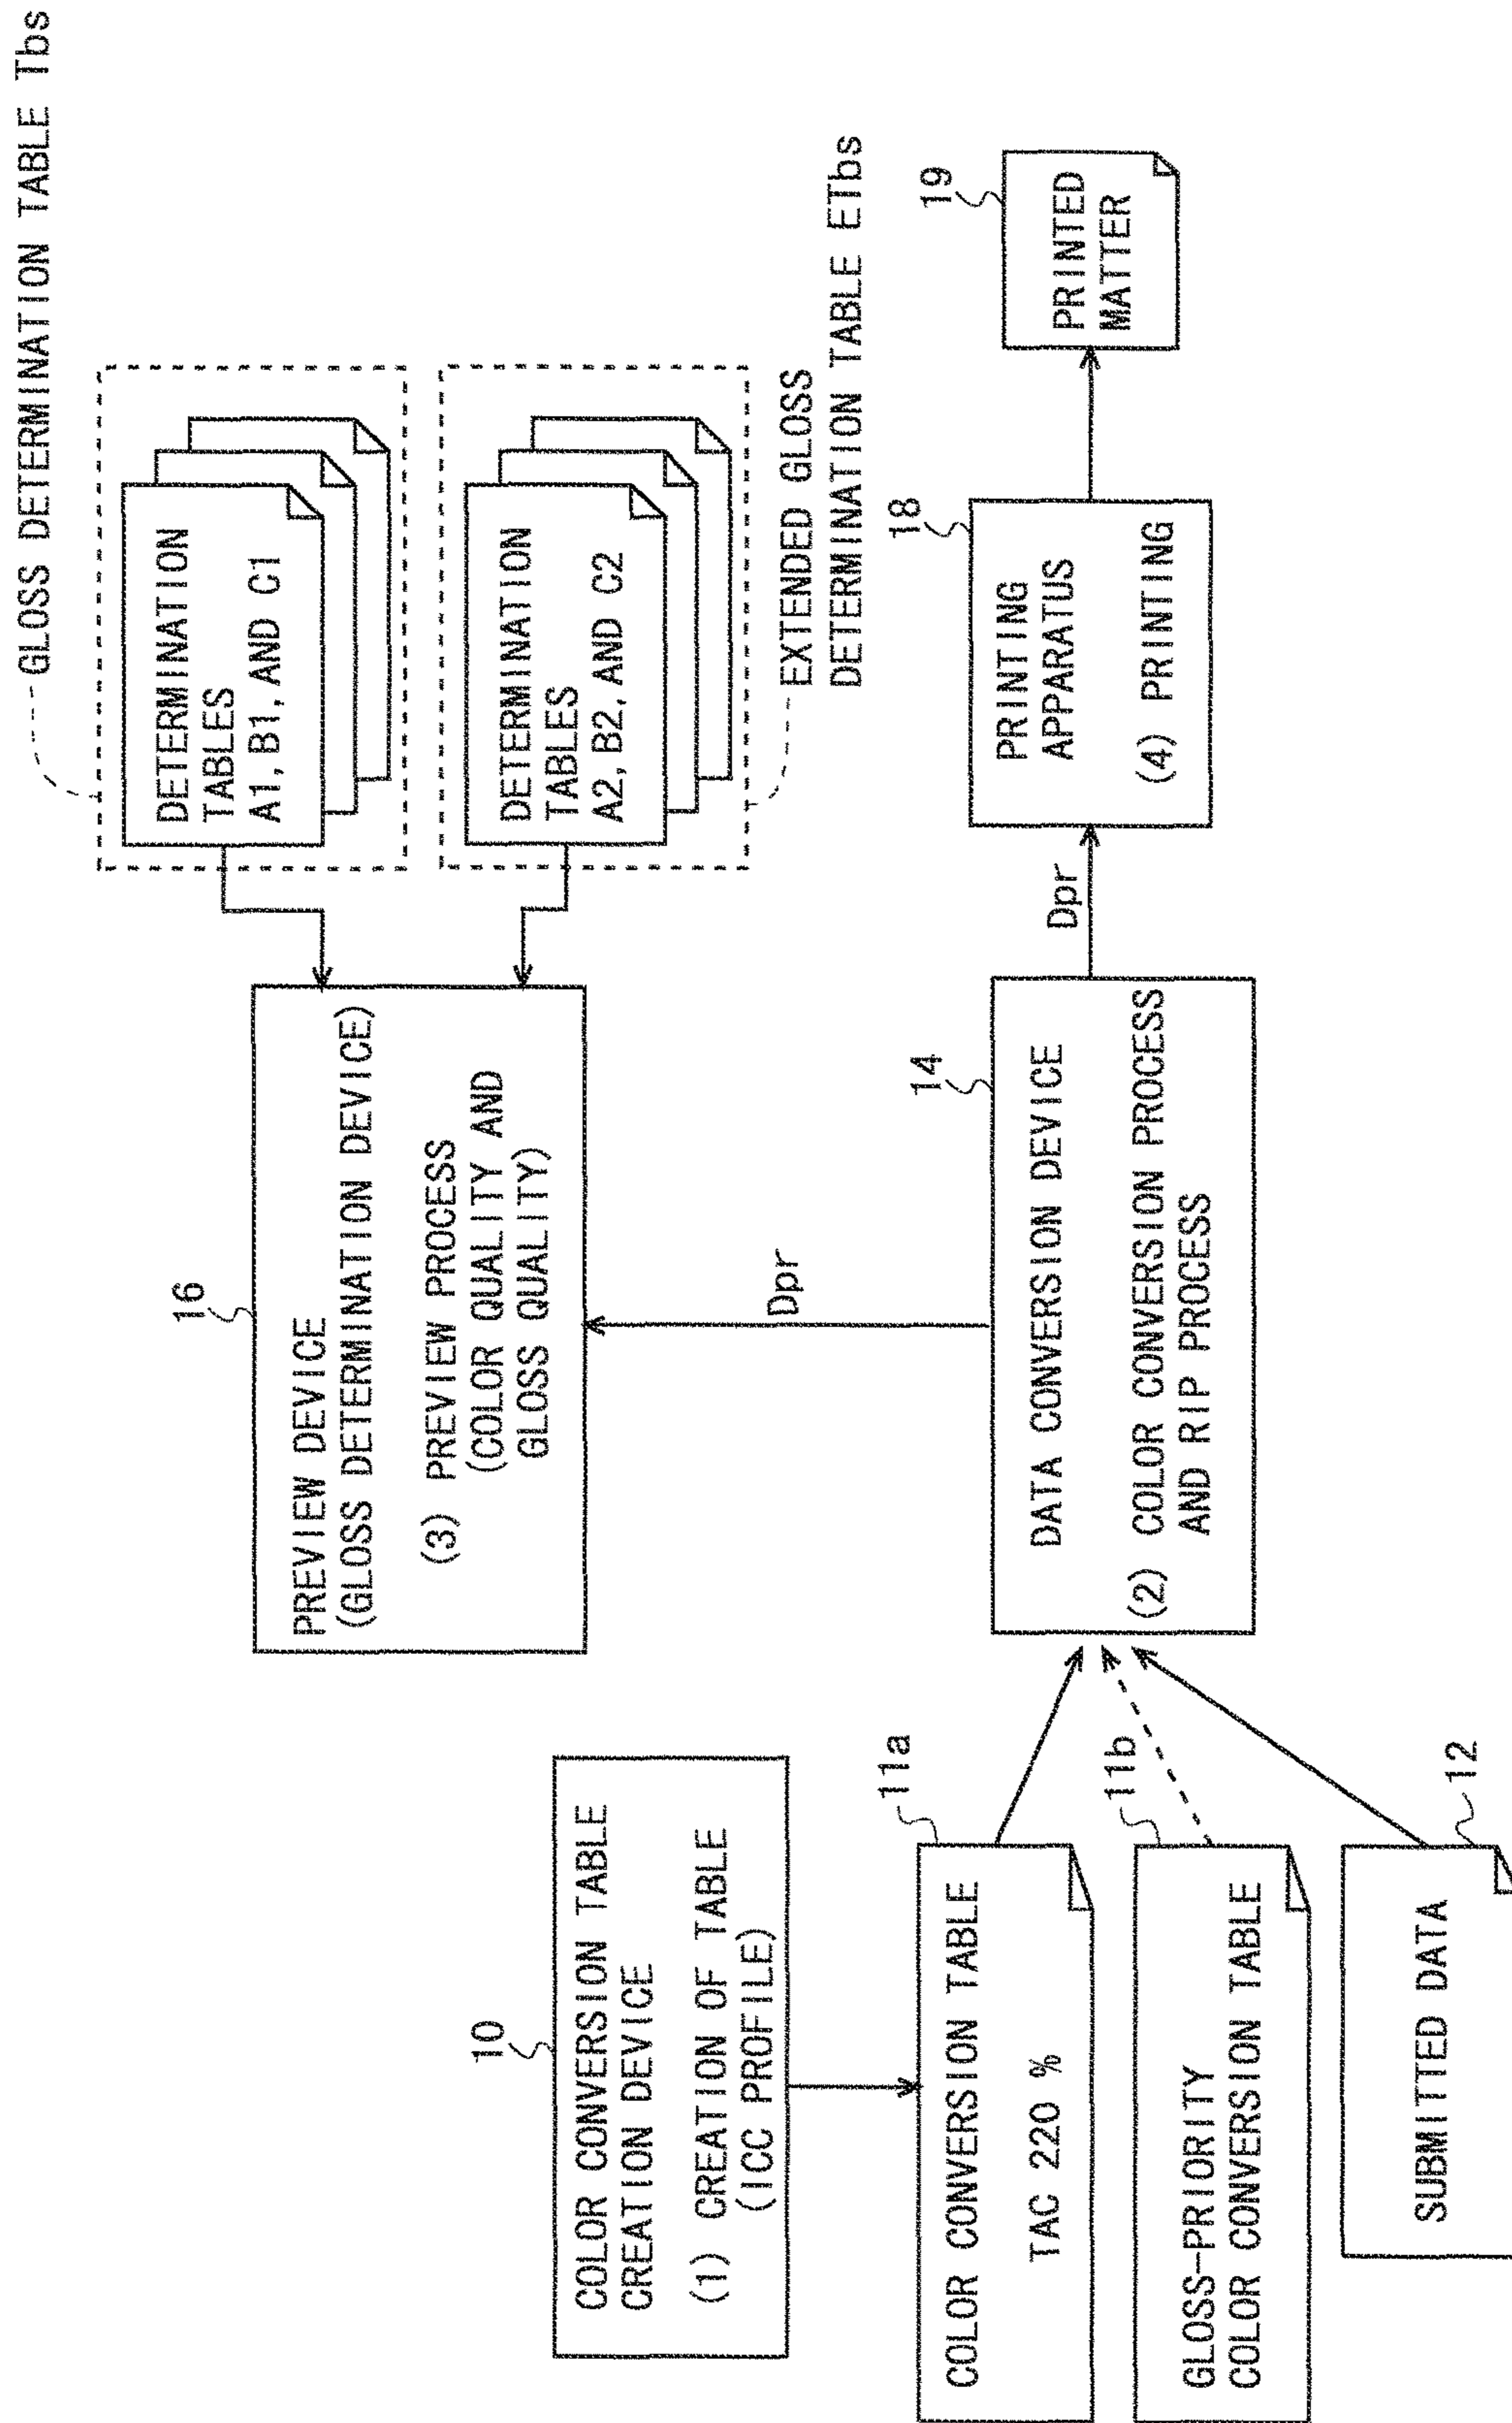 GLOSS DETERMINATION TABLE Tbs
16
PREVIEW DEVICE
(GLOSS DETERMINATION DEVICE)
(3) PREVIEW PROCESS
(COLOR QUALITY AND
GLOSS QUALITY)
DETERMINATION
TABLES
A1, B1, AND C1
DETERMINATION
TABLES
A2, B2, AND C2
EXTENDED GLOSS
DETERMINATION TABLE ETbs
10
COLOR CONVERSION TABLE
CREATION DEVICE
(1) CREATION OF TABLE
(ICC PROFILE)
Dpr
11a
COLOR CONVERSION TABLE
TAC 220 %
11b
GLOSS-PRIORITY
COLOR CONVERSION TABLE
12
SUBMITTED DATA
14
DATA CONVERSION DEVICE
(2) COLOR CONVERSION PROCESS
AND RIP PROCESS
Dpr
18
PRINTING
APPARATUS
(4) PRINTING
19
PRINTED
MATTER